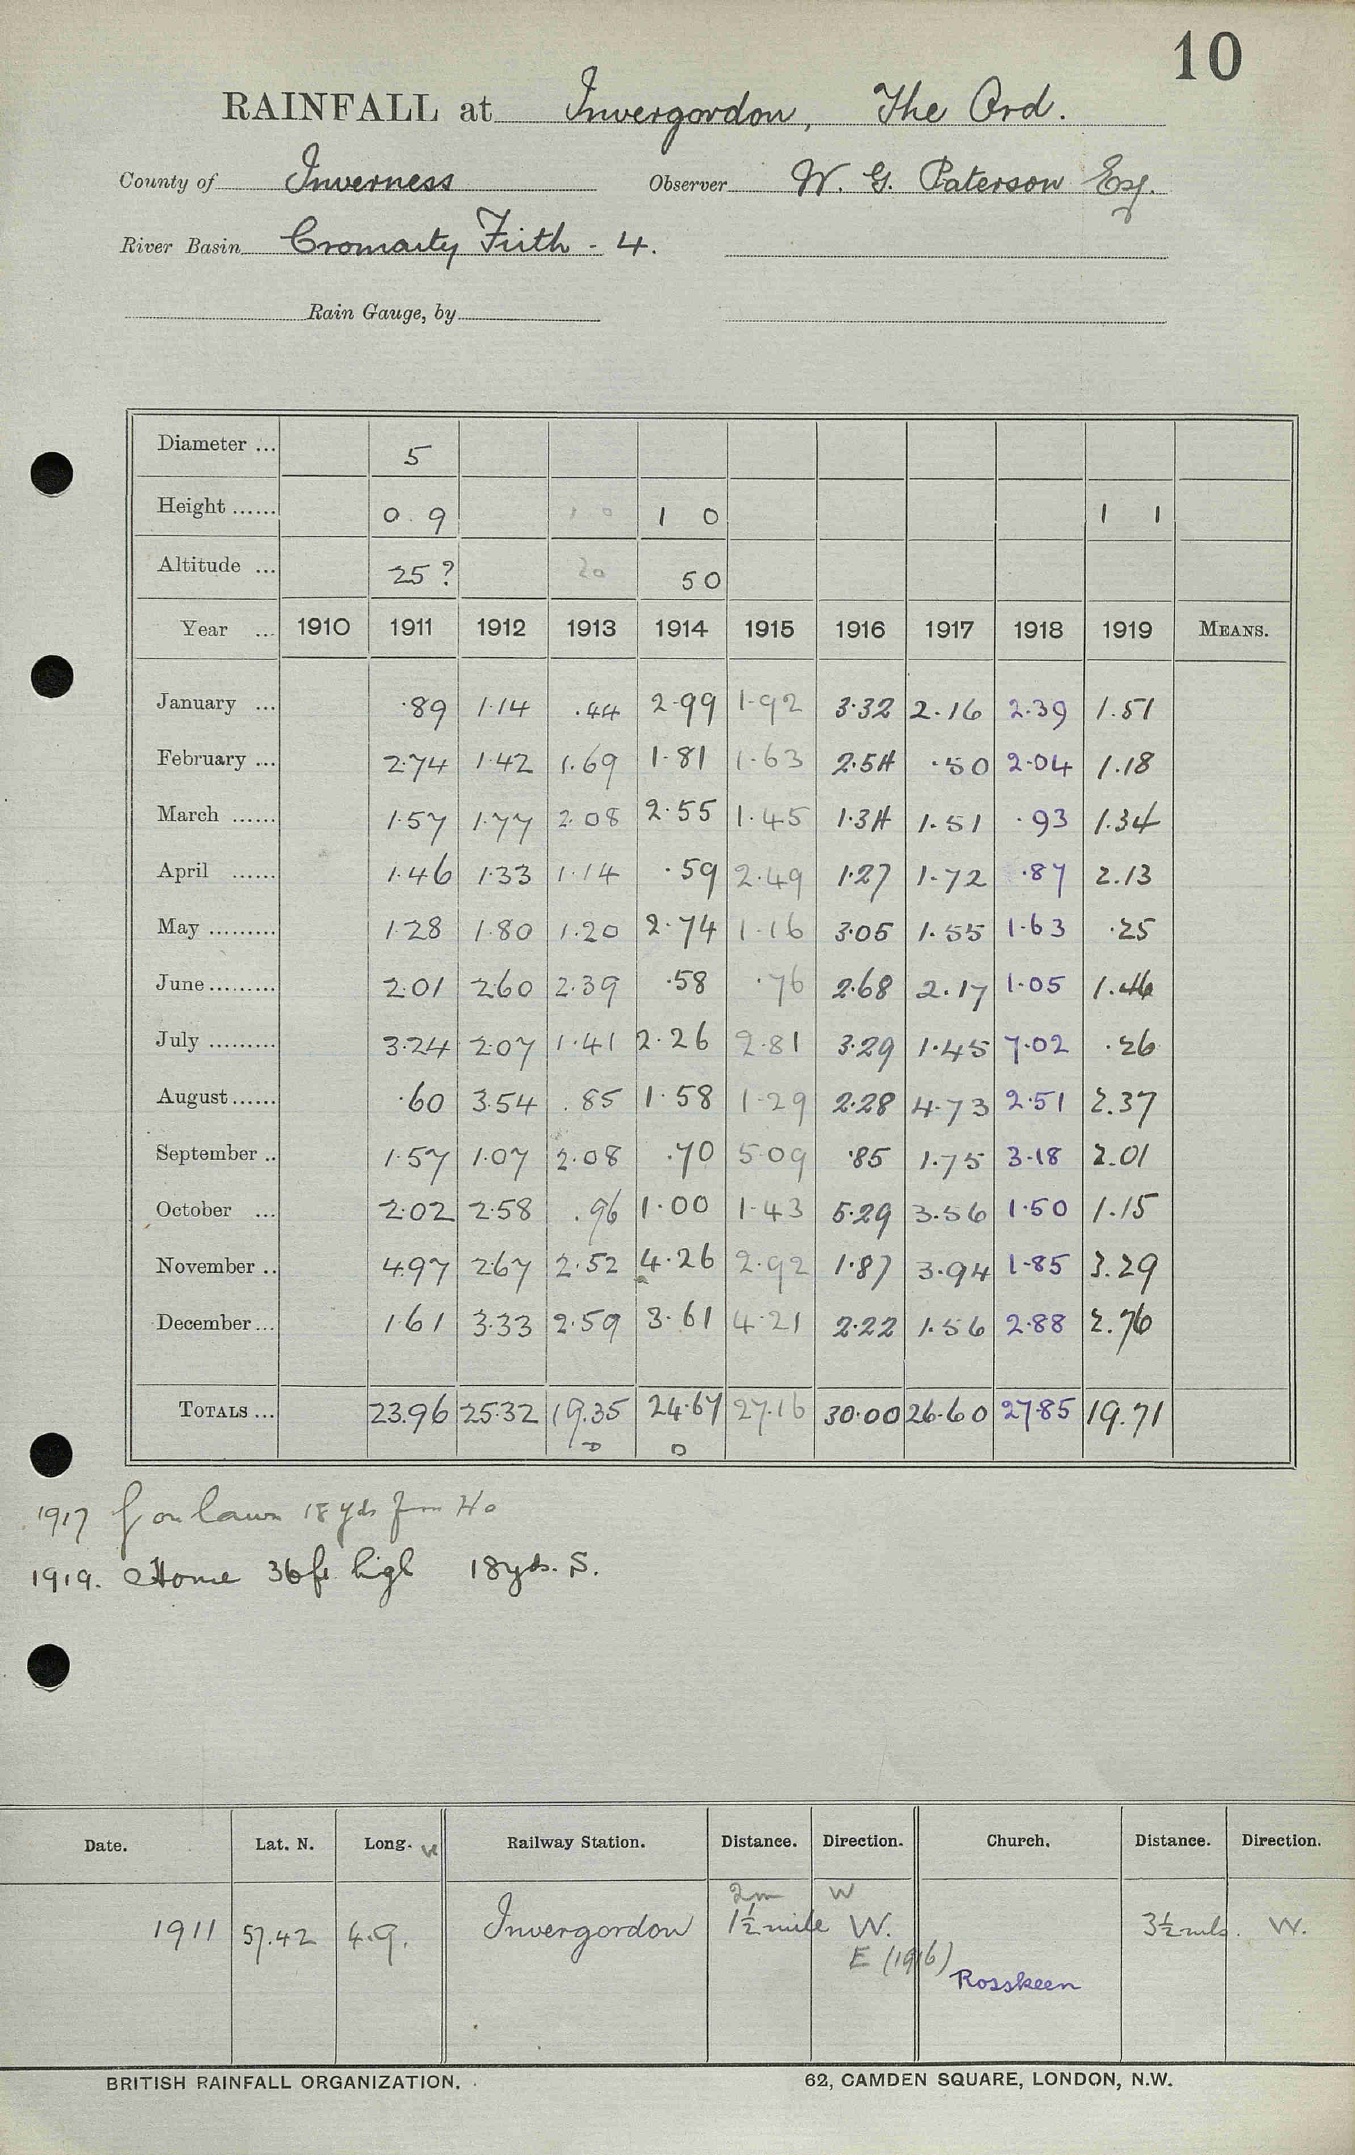 10
RAINFALL at Invergordon, The Ord.
County of Inverness Observer W. G. Paterson Esq.
River Basin Cromarty Firth - 4.
Rain Gauge, by
Diameter ... 5
Height ...... 0 9 1 0 1 0 1 1
Altitude ... 25? 20 50
Year ... 1910 1911 1912 1913 1914 1915 1916 1917 1918 1919 MEANS.
January ... .89 1.14 .44 2.99 1.92 3.32 2.16 2.39 1.51
February ... 2.74 1.42 1.69 1.81 1.63 2.54 .50 2.04 1.18
March ...... 1.57 1.77 2.08 2.55 1.45 1.34 1.51 .93 1.34
April ...... 1.46 1.33 1.14 .59 2.49 1.27 1.72 .87 2.13
May ......... 1.28 1.80 1.20 2.74 1.16 3.05 1.55 1.63 .25
June ......... 2.01 2.60 2.39 .58 .76 2.68 2.17 1.05 1.46
July ......... 3.24 2.07 1.41 2.26 2.81 3.29 1.45 7.02 .26
August ...... .60 3.54 .85 1.58 1.29 2.28 4.73 2.51 2.37
September .. 1.57 1.07 2.08 .70 5.09 .85 1.75 3.18 2.01
October ... 2.02 2.58 .96 1.00 1.43 5.29 3.56 1.50 1.15
November .. 4.97 2.67 2.52 4.26 2.92 1.87 3.94 1.85 3.29
December ... 1.61 3.33 2.59 3.61 4.21 2.22 1.56 2.88 2.76
TOTALS ... 23.96 25.32 19.35 24.67 27.16 30.00 26.60 27.85 19.71
1917 on lawn 18 yds from Ho
1919. House 36 ft. high 18 yds. S.
Date. Lat. N. Long. W Railway Station. Distance. Direction. Church. Distance. Direction.
2m W
1911 57.42 4.9. Invergordon 1½ mile W. 3½ mls. W.
E (1916)
Rosskeen
BRITISH RAINFALL ORGANIZATION. 62, CAMDEN SQUARE, LONDON, N.W.